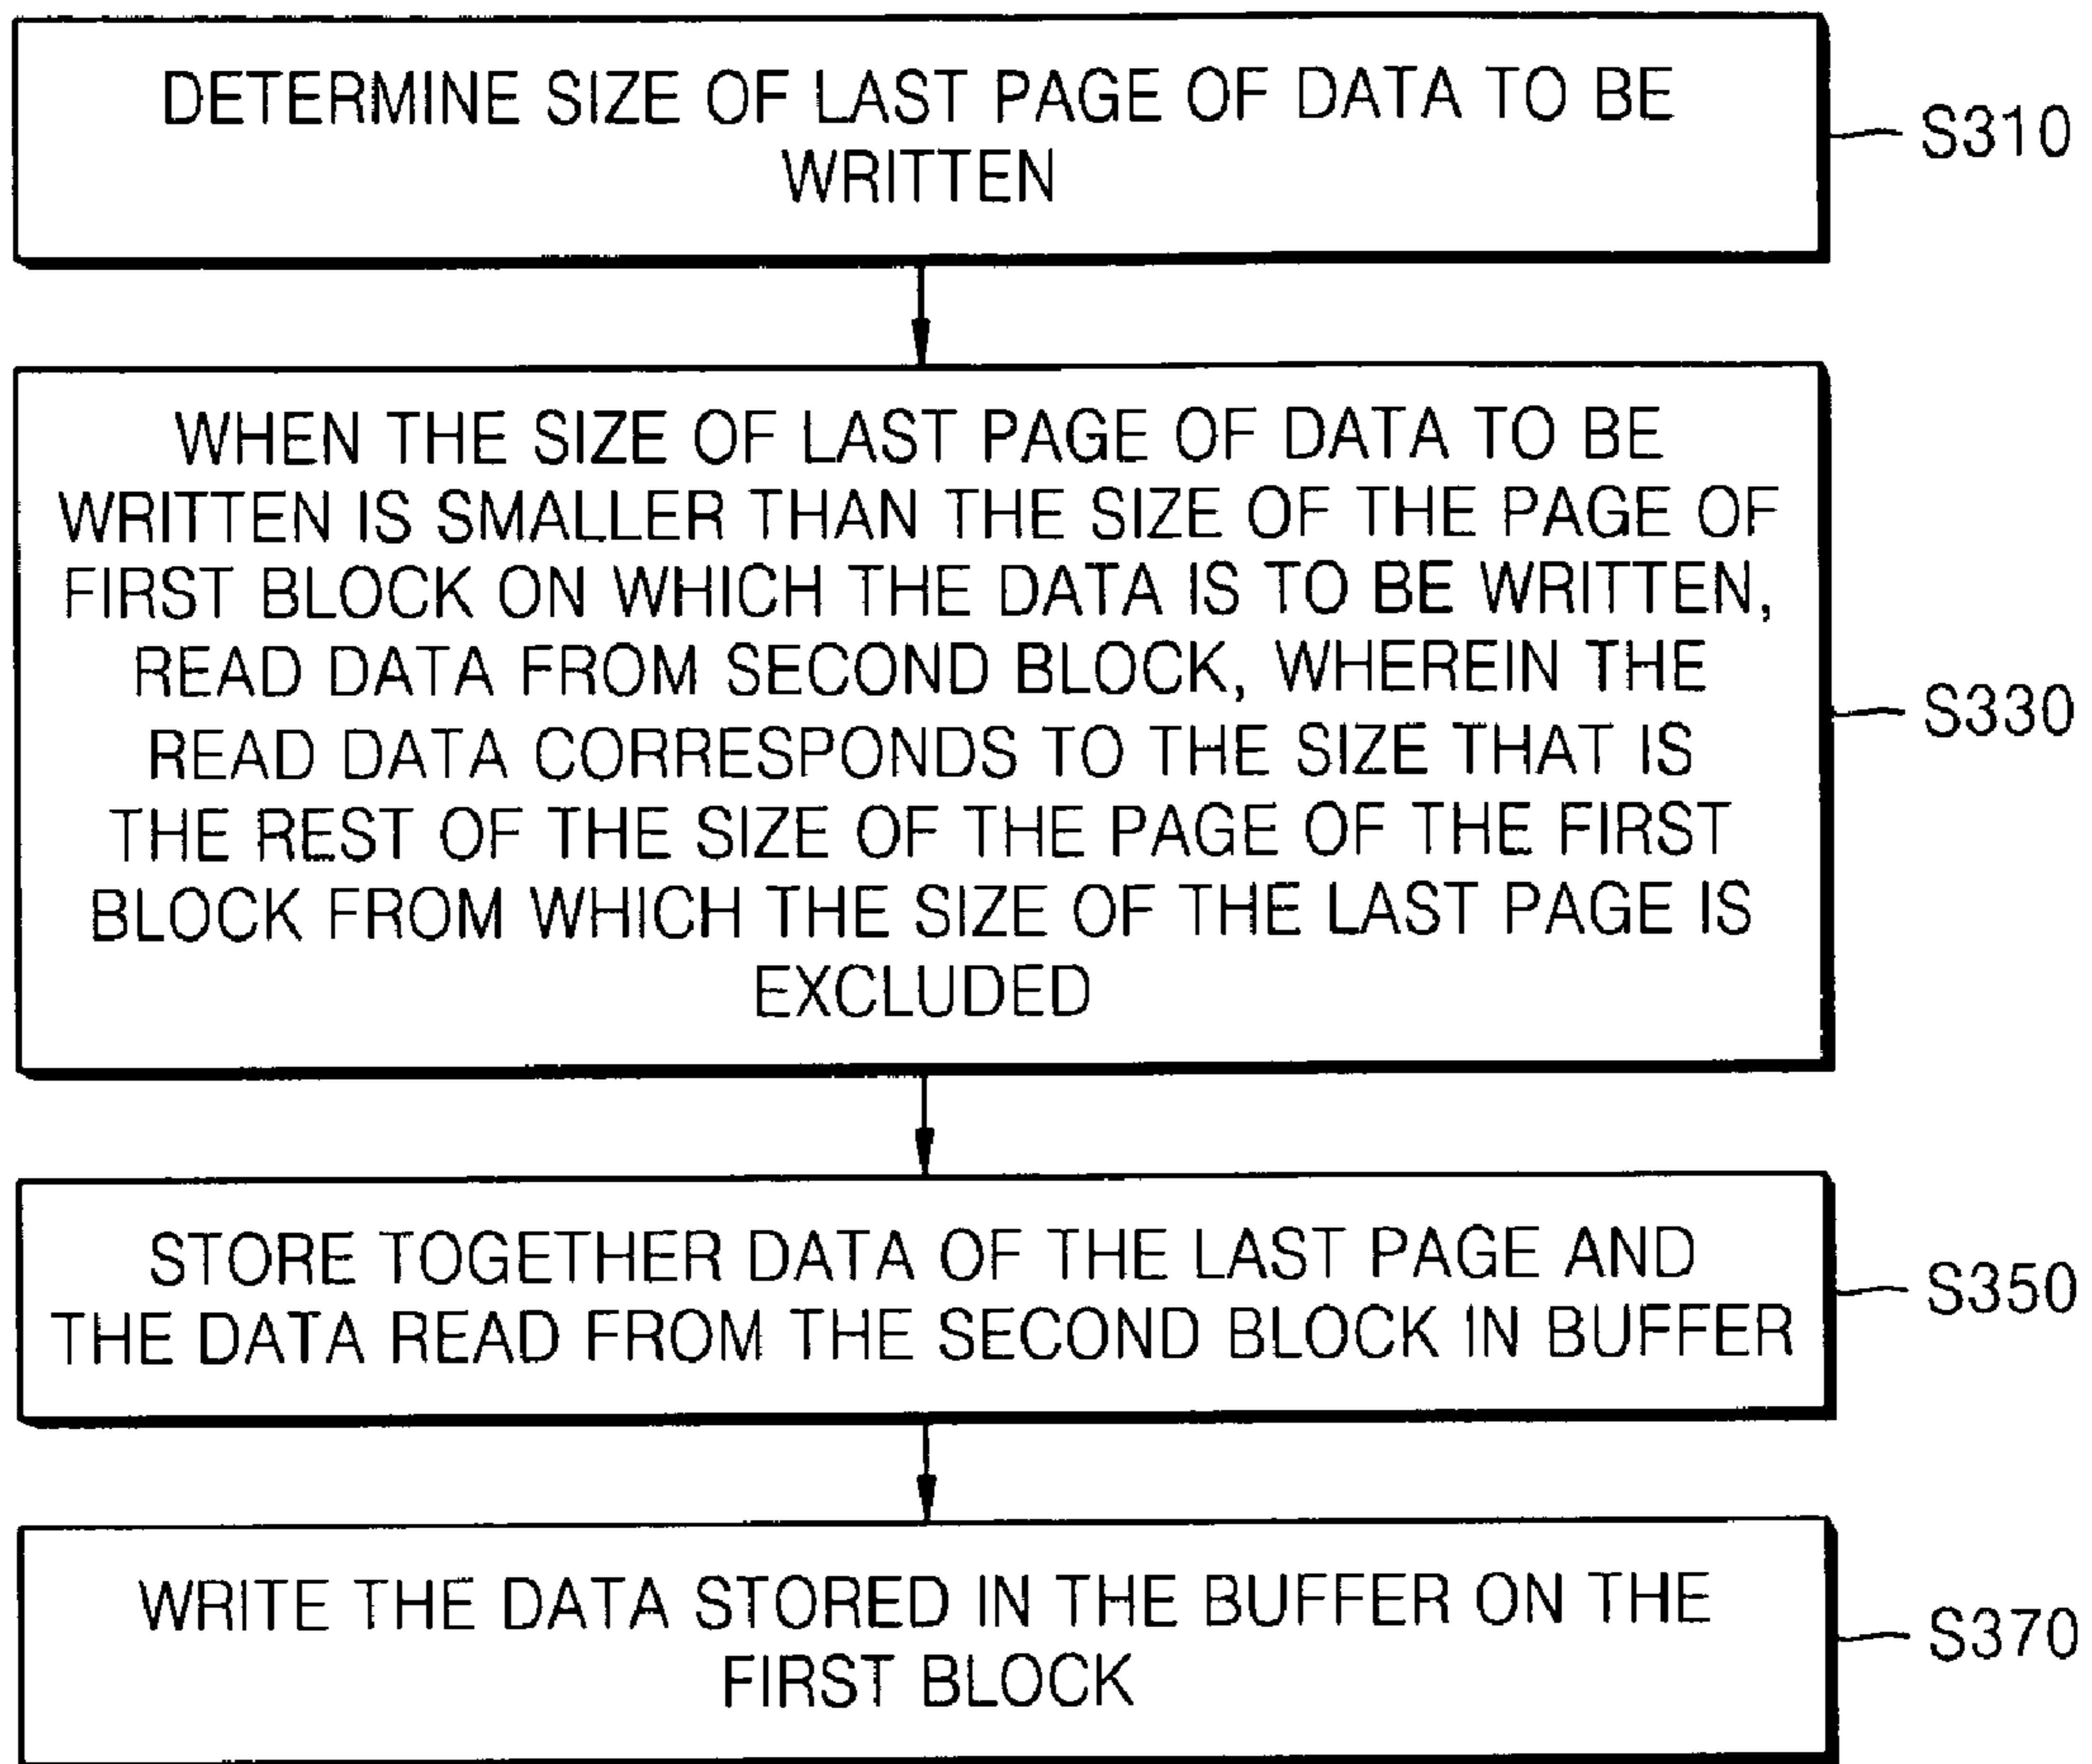 DETERMINE SIZE OF LAST PAGE OF DATA TO BE
WRITTEN
S310
WHEN THE SIZE OF LAST PAGE OF DATA TO BE
WRITTEN IS SMALLER THAN THE SIZE OF THE PAGE OF
FIRST BLOCK ON WHICH THE DATA IS TO BE WRITTEN,
READ DATA FROM SECOND BLOCK, WHEREIN THE
READ DATA CORRESPONDS TO THE SIZE THAT IS
THE REST OF THE SIZE OF THE PAGE OF THE FIRST
BLOCK FROM WHICH THE SIZE OF THE LAST PAGE IS
EXCLUDED
S330
STORE TOGETHER DATA OF THE LAST PAGE AND
THE DATA READ FROM THE SECOND BLOCK IN BUFFER
S350
WRITE THE DATA STORED IN THE BUFFER ON THE
FIRST BLOCK
S370